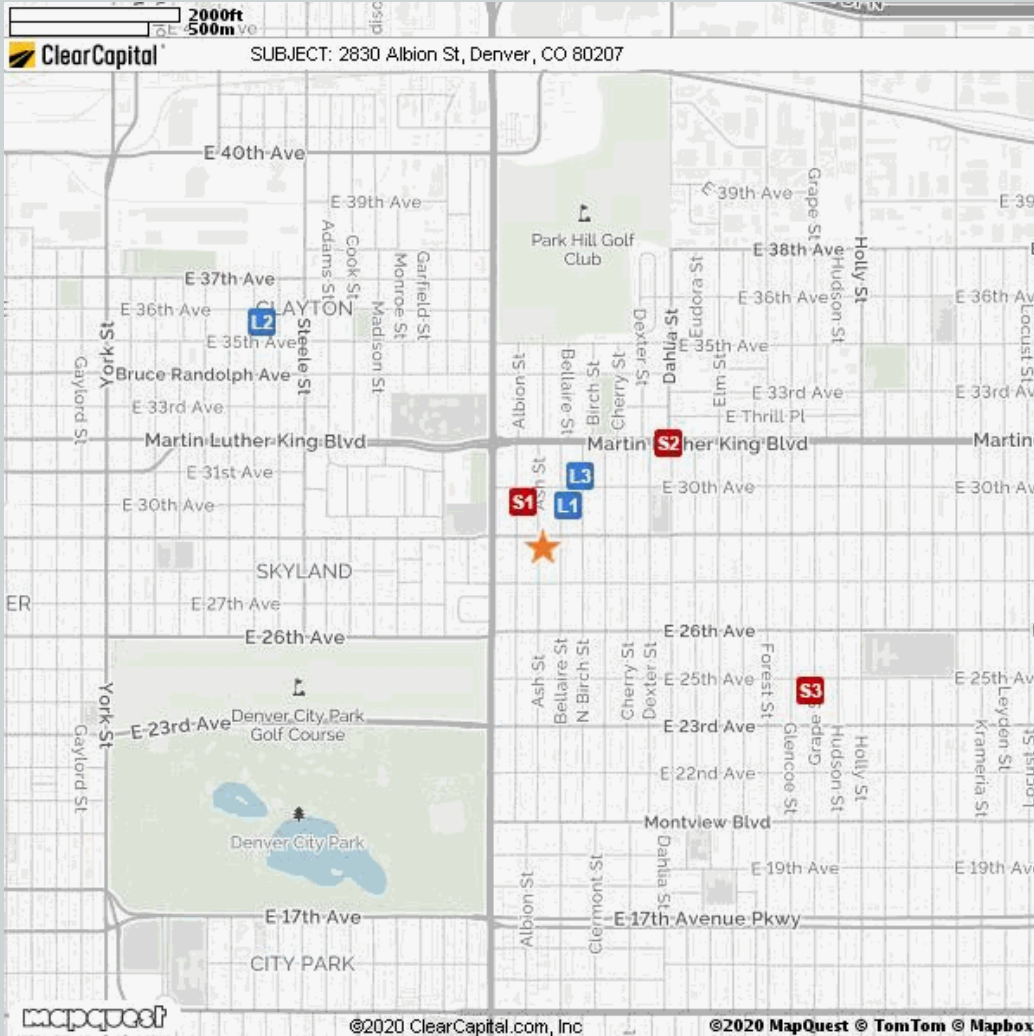 2000ft
500m
ClearCapital
SUBJECT: 2830 Albion St, Denver, CO 80207
E 40th Ave
E 39th Ave
E 39th Ave
E 39
Adams St
Cook St
Monroe St
Garfield St
Madison St
Park Hill Golf
Club
Grape St
E 38th Ave
Hudson St
Holly St
E 37th Ave
E 36th Ave
CLAYTON
L2
E 35th Ave
Steele St
York St
Gaylord St
Bruce Randolph Ave
E 33rd Ave
Eudora St
E 36th Ave
E 36th Av
Locust St
Dexter St
Dahlia St
E 35th Ave
Elm St
E 33rd Ave
E 33rd Av
E Thrill Pl
Albion St
Bellaire St
Birch St
Cherry St
Martin Luther King Blvd
Martin
S2
her King Blvd
Martin
E 31st Ave
E 30th Ave
Ash St
L3
S1
L1
E 30th Ave
E 30th Av
SKYLAND
ER
E 27th Ave
E 26th Ave
E 26th Ave
Ash St
Bellaire St
N Birch St
Cherry St
Dexter St
E 25th Ave
Forest St
S3
E 25th Av
Leyden St
York St
Gaylord St
E 23rd Ave
Denver City Park
Golf Course
E 23rd Ave
Glencoe St
Grape
Hudson St
Holly St
Krameria St
E 22nd Ave
Denver City Park
Montview Blvd
Dahlia St
E 19th Ave
E 19th Av
Albion St
Clermont St
E 17th Ave
E 17th Avenue Pkwy
CITY PARK
mapquest
©2020 ClearCapital.com, Inc
©2020 MapQuest © TomTom © Mapbox